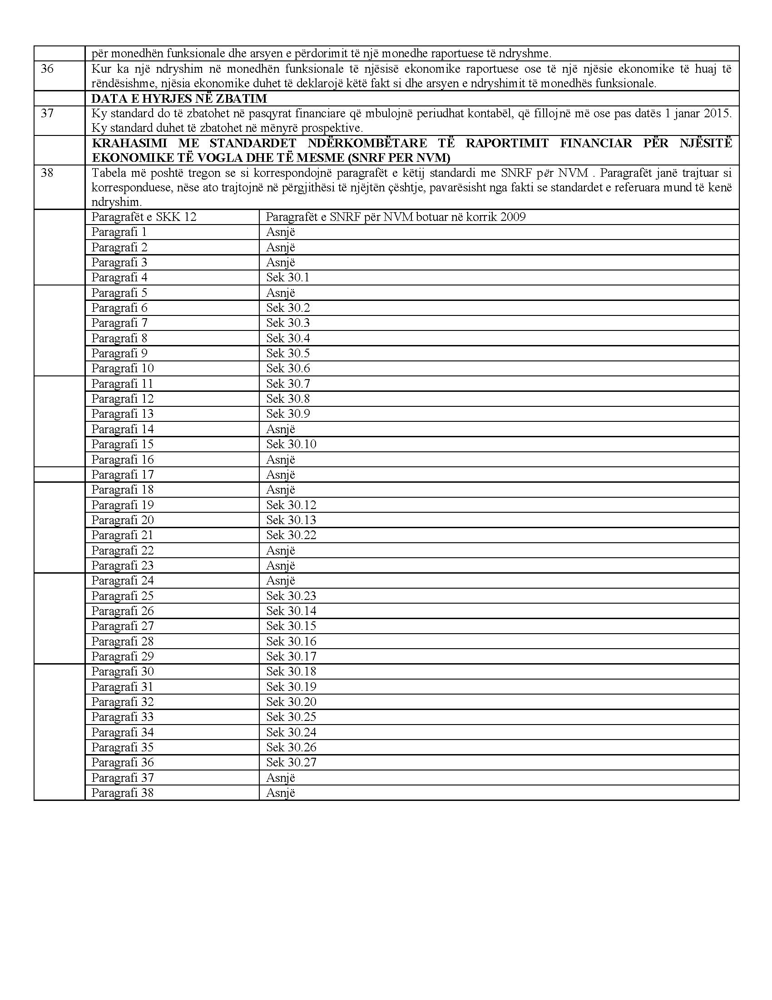 për monedhën funksionale dhe arsyen e përdorimit të një monedhe raportuese të ndryshme.
36 Kur ka një ndryshim në monedhën funksionale të njësisë ekonomike raportuese ose të një njësie ekonomike të huaj të
rëndësishme, njësia ekonomike duhet të deklarojë këtë fakt si dhe arsyen e ndryshimit të monedhës funksionale.
DATA E HYRJES NË ZBATIM
37 Ky standard do të zbatohet në pasqyrat financiare që mbulojnë periudhat kontabël, që fillojnë më ose pas datës 1 janar 2015.
Ky standard duhet të zbatohet në mënyrë prospektive.
KRAHASIMI ME STANDARDET NDËRKOMBËTARE TË RAPORTIMIT FINANCIAR PËR NJËSITË
EKONOMIKE TË VOGLA DHE TË MESME (SNRF PER NVM)
38 Tabela më poshtë tregon se si korrespondojnë paragrafët e këtij standardi me SNRF për NVM . Paragrafët janë trajtuar si
korresponduese, nëse ato trajtojnë në përgjithësi të njëjtën çështje, pavarësisht nga fakti se standardet e referuara mund të kenë
ndryshim.
Paragrafët e SKK 12 Paragrafët e SNRF për NVM botuar në korrik 2009
Paragrafi 1 Asnjë
Paragrafi 2 Asnjë
Paragrafi 3 Asnjë
Paragrafi 4 Sek 30.1
Paragrafi 5 Asnjë
Paragrafi 6 Sek 30.2
Paragrafi 7 Sek 30.3
Paragrafi 8 Sek 30.4
Paragrafi 9 Sek 30.5
Paragrafi 10 Sek 30.6
Paragrafi 11 Sek 30.7
Paragrafi 12 Sek 30.8
Paragrafi 13 Sek 30.9
Paragrafi 14 Asnjë
Paragrafi 15 Sek 30.10
Paragrafi 16 Asnjë
Paragrafi 17 Asnjë
Paragrafi 18 Asnjë
Paragrafi 19 Sek 30.12
Paragrafi 20 Sek 30.13
Paragrafi 21 Sek 30.22
Paragrafi 22 Asnjë
Paragrafi 23 Asnjë
Paragrafi 24 Asnjë
Paragrafi 25 Sek 30.23
Paragrafi 26 Sek 30.14
Paragrafi 27 Sek 30.15
Paragrafi 28 Sek 30.16
Paragrafi 29 Sek 30.17
Paragrafi 30 Sek 30.18
Paragrafi 31 Sek 30.19
Paragrafi 32 Sek 30.20
Paragrafi 33 Sek 30.25
Paragrafi 34 Sek 30.24
Paragrafi 35 Sek 30.26
Paragrafi 36 Sek 30.27
Paragrafi 37 Asnjë
Paragrafi 38 Asnjë